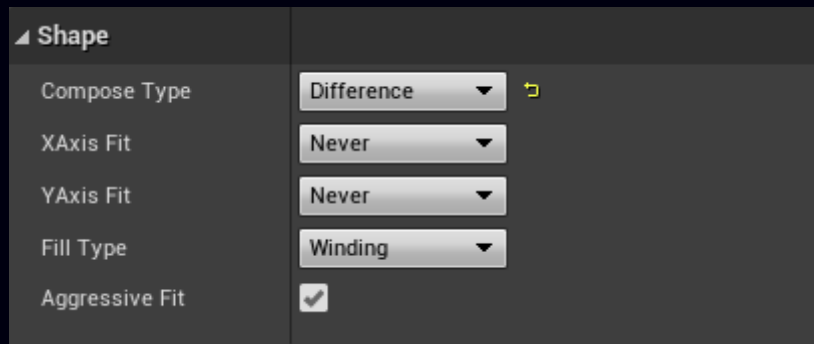 Shape
Compose Type Difference
XAxis Fit Never
YAxis Fit Never
Fill Type Winding
Aggressive Fit